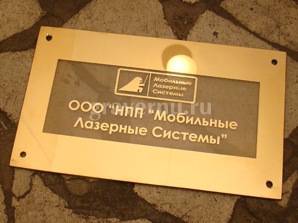 Мобильные
Лазерные
Системы
ООО "НПП "Мобильные
Лазерные Системы"